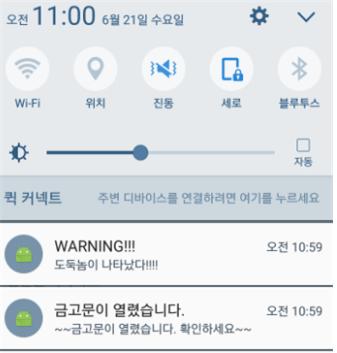 오전 11:00 6월 21일 수요일
Wi-Fi 위치 진동 세로 블루투스
자동
퀵 커넥트 주변 디바이스를 연결하려면 여기를 누르세요
WARNING!!! 오전 10:59
도둑놈이 나타났다!!!!
금고문이 열렸습니다. 오전 10:59
~~금고문이 열렸습니다. 확인하세요~~